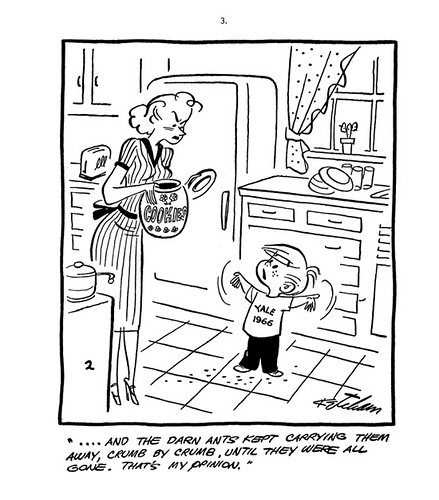 3.
COOKIES
YALE
1966
2
Ketcham
"....AND THE DARN ANTS KEPT CARRYING THEM
AWAY, CRUMB BY CRUMB, UNTIL THEY WERE ALL
GONE. THAT'S MY OPINION."